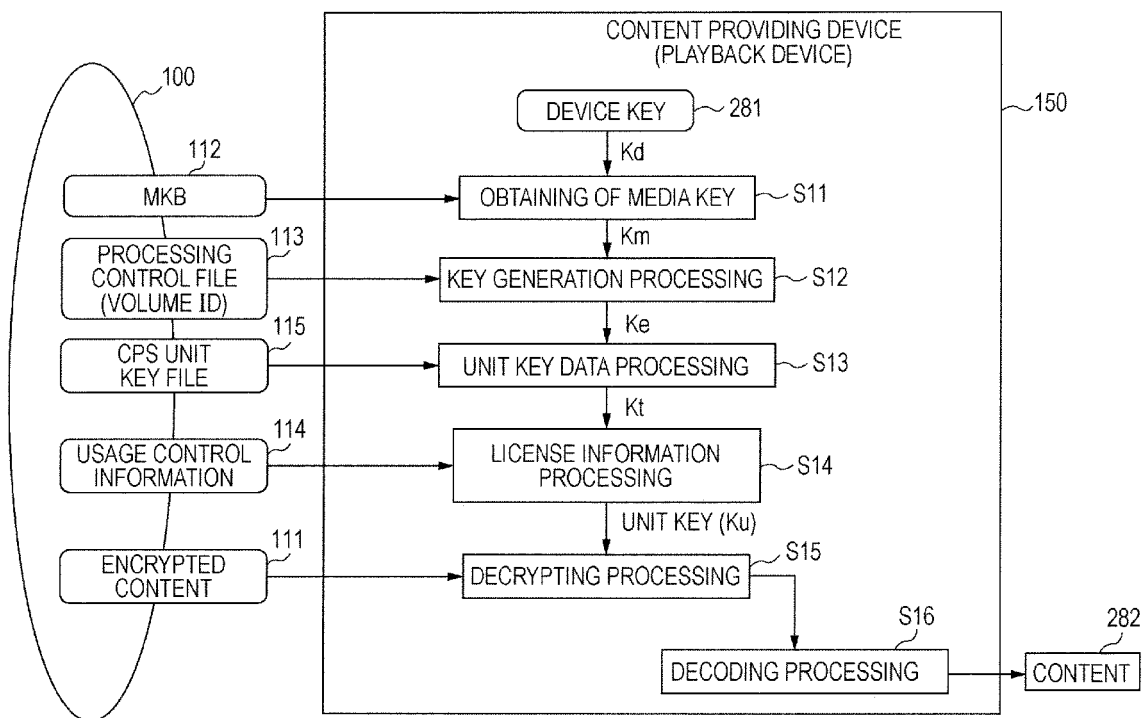 CONTENT PROVIDING DEVICE
(PLAYBACK DEVICE)
100
150
DEVICE KEY
281
Kd
112
MKB
OBTAINING OF MEDIA KEY
S11
Km
113
PROCESSING
CONTROL FILE
(VOLUME ID)
KEY GENERATION PROCESSING
S12
Ke
115
CPS UNIT
KEY FILE
UNIT KEY DATA PROCESSING
S13
Kt
114
USAGE CONTROL
INFORMATION
LICENSE INFORMATION
PROCESSING
S14
UNIT KEY (Ku)
111
ENCRYPTED
CONTENT
DECRYPTING PROCESSING
S15
S16
DECODING PROCESSING
282
CONTENT